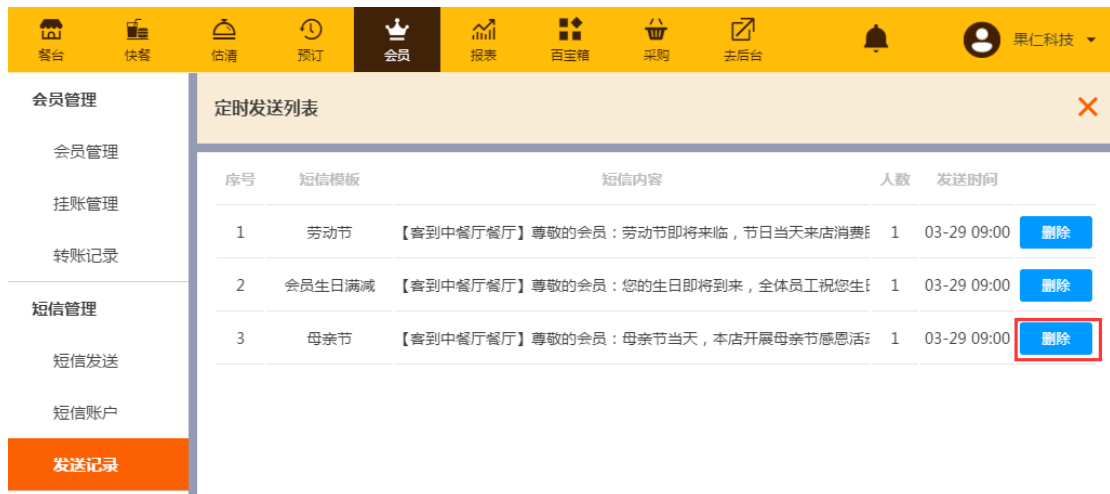 餐台 快餐 估清 预订 会员 报表 百宝箱 采购 去后台 果仁科技
会员管理
会员管理
挂账管理
转账记录
短信管理
短信发送
短信账户
发送记录
定时发送列表
序号 短信模板 短信内容 人数 发送时间
1 劳动节 【客到中餐厅餐厅】尊敬的会员：劳动节即将来临，节日当天来店消费 1 03-29 09:00 删除
2 会员生日满减 【客到中餐厅餐厅】尊敬的会员：您的生日即将到来，全体员工祝您生 1 03-29 09:00 删除
3 母亲节 【客到中餐厅餐厅】尊敬的会员：母亲节当天，本店开展母亲节感恩活 1 03-29 09:00 删除